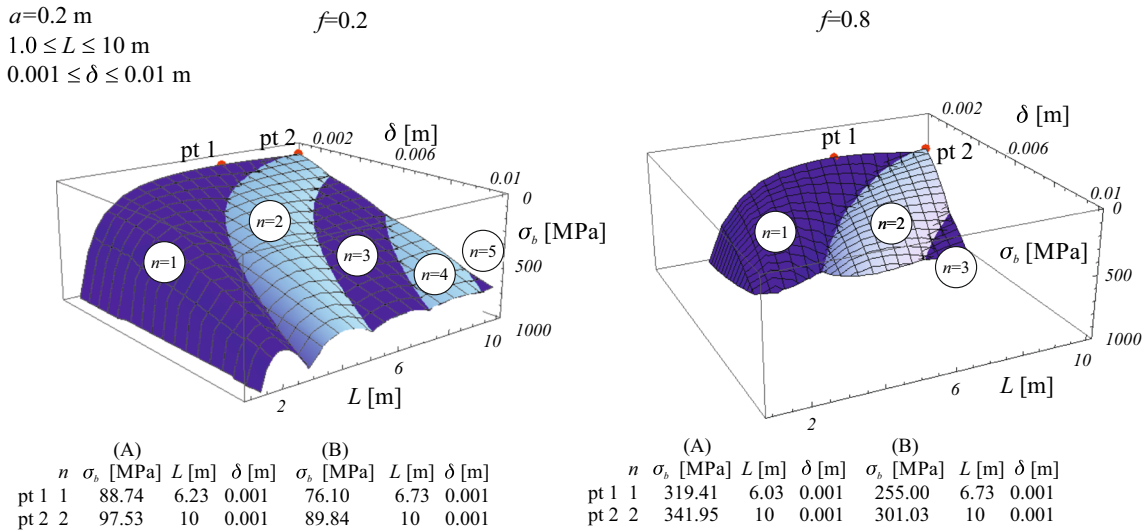 a=0.2 m
1.0 ≤ L ≤ 10 m
0.001 ≤ δ ≤ 0.01 m
f=0.2
pt 1
pt 2
0.002
δ [m]
0.006
0.01
0
σb [MPa]
500
1000
n=1
n=2
n=3
n=4
n=5
10
6
L [m]
2
(A) (B)
n σb [MPa] L [m] δ [m] σb [MPa] L [m] δ [m]
pt 1 1 88.74 6.23 0.001 76.10 6.73 0.001
pt 2 2 97.53 10 0.001 89.84 10 0.001
f=0.8
0.002
δ [m]
pt 1
pt 2
0.006
0.01
0
n=1
n=2
n=3
σb [MPa]
500
1000
10
6
L [m]
2
(A) (B)
n σb [MPa] L [m] δ [m] σb [MPa] L [m] δ [m]
pt 1 1 319.41 6.03 0.001 255.00 6.73 0.001
pt 2 2 341.95 10 0.001 301.03 10 0.001